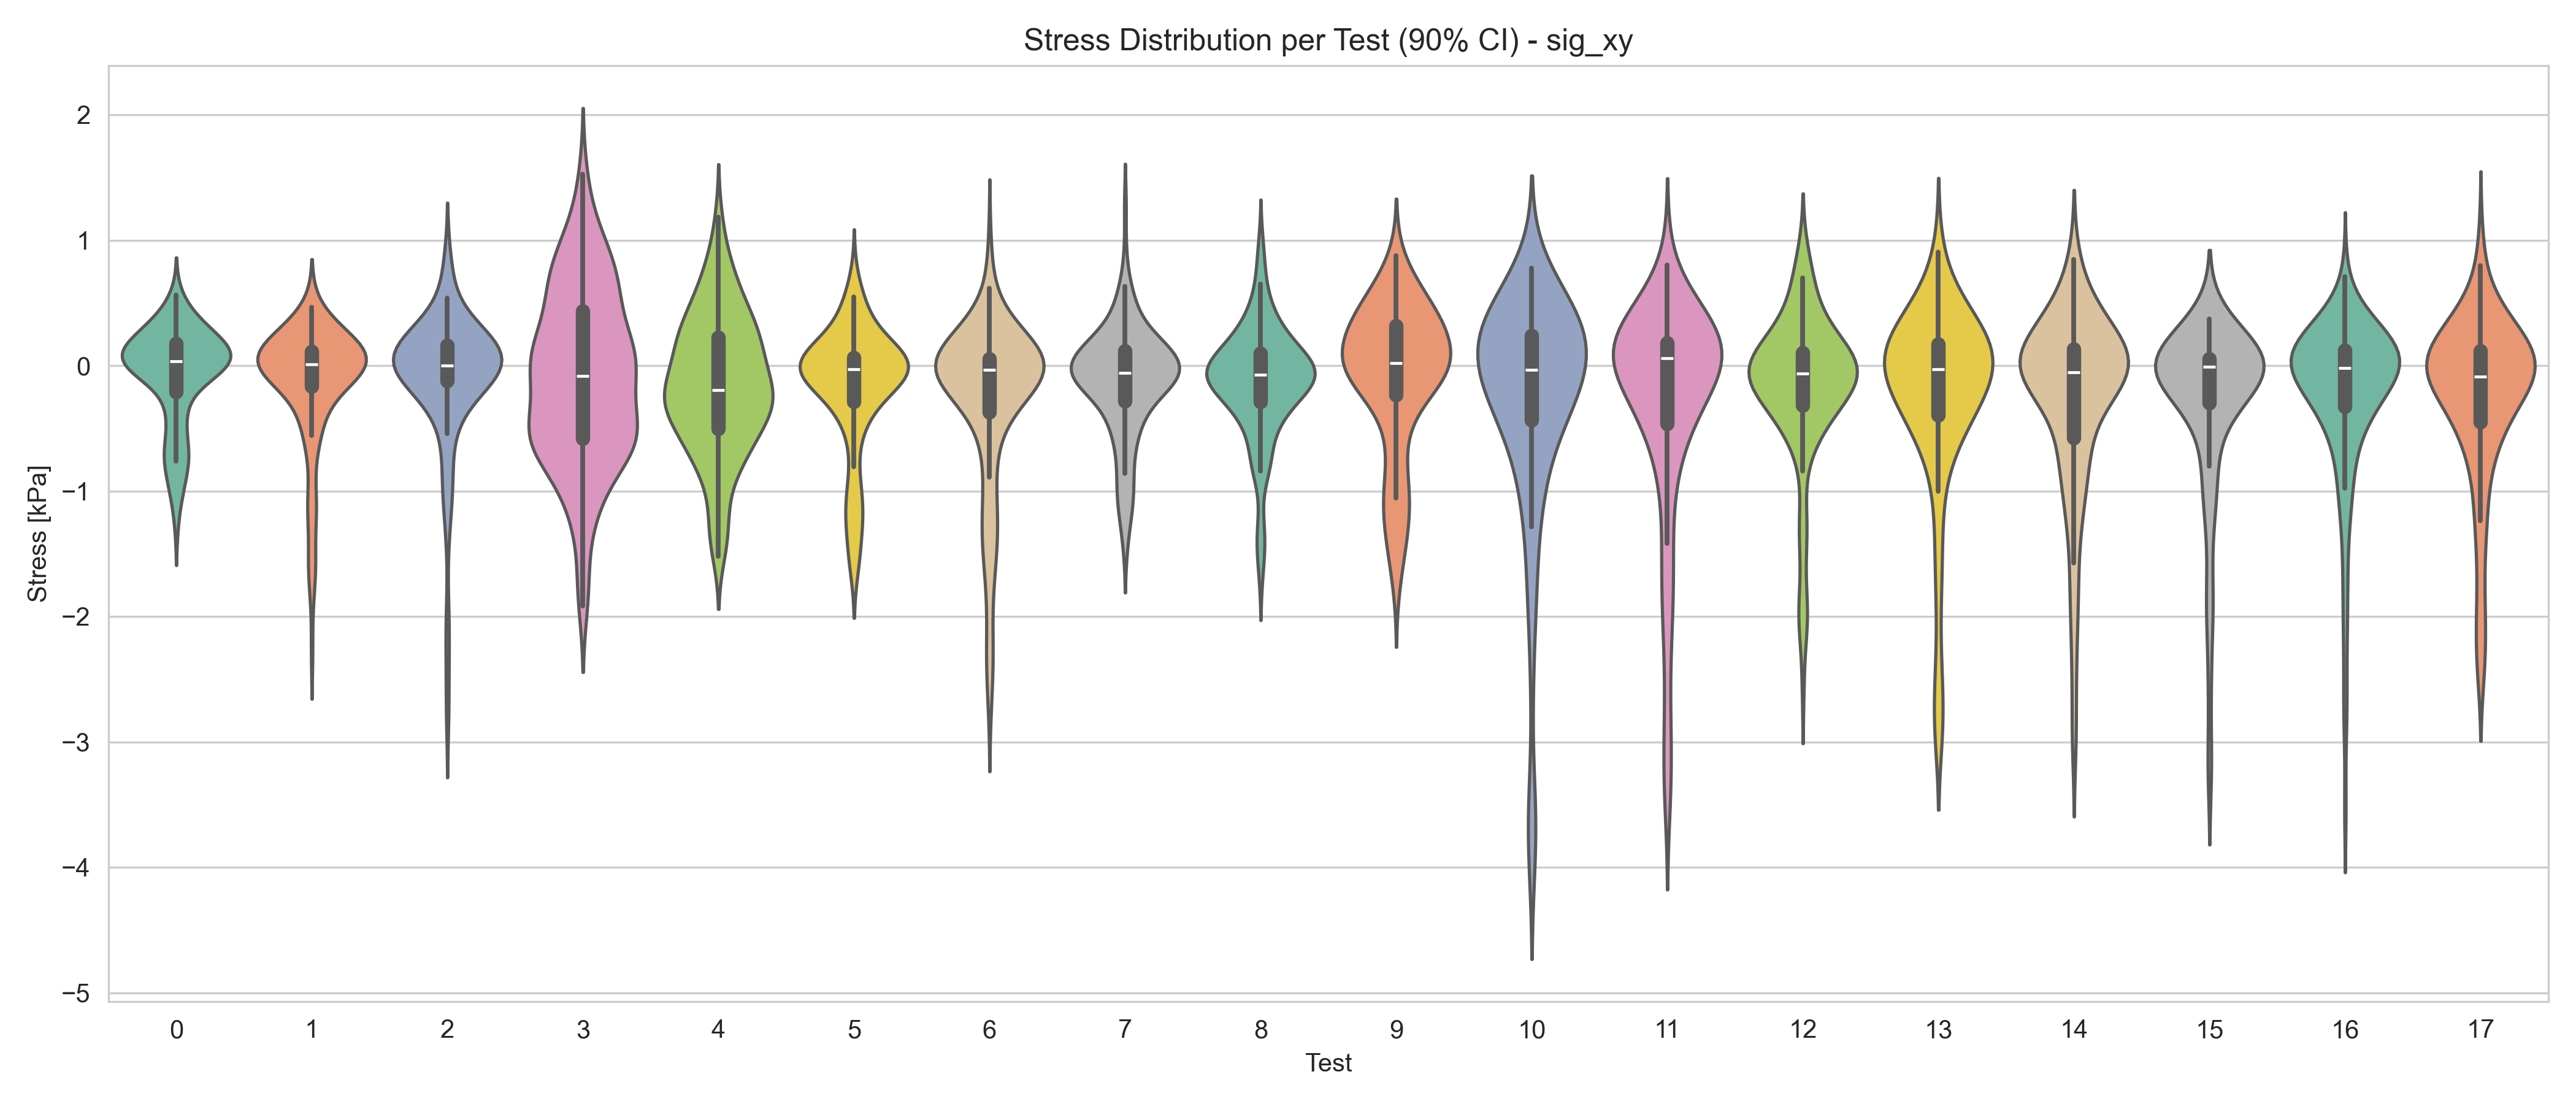 Stress Distribution per Test (90% CI) - sig_xy
Stress [kPa]
2
1
0
−1
−2
−3
−4
−5
0 1 2 3 4 5 6 7 8 9 10 11 12 13 14 15 16 17
Test